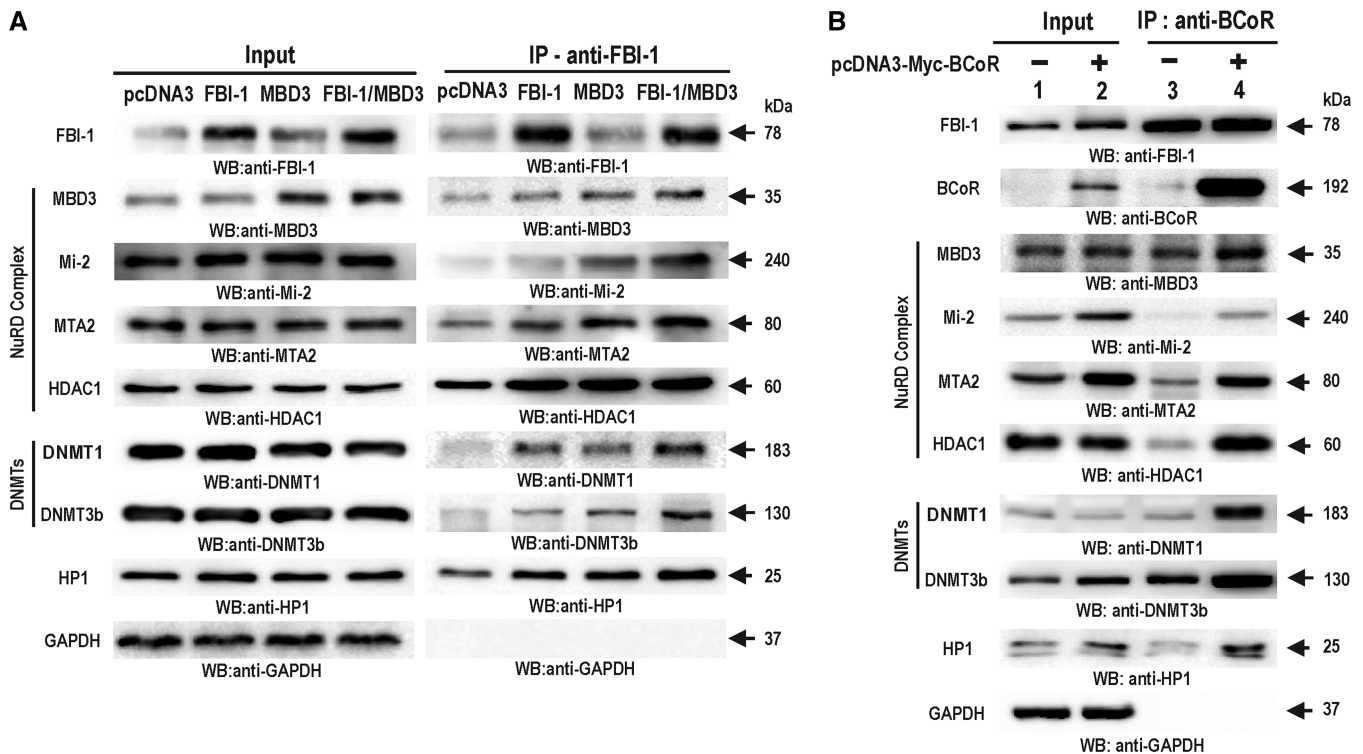 A
Input
IP - anti-FBI-1
pcDNA3 FBI-1 MBD3 FBI-1/MBD3
pcDNA3 FBI-1 MBD3 FBI-1/MBD3
kDa
FBI-1
78
WB:anti-FBI-1
WB:anti-FBI-1
NuRD Complex
MBD3
35
WB:anti-MBD3
WB:anti-MBD3
Mi-2
240
WB:anti-Mi-2
WB:anti-Mi-2
MTA2
80
WB:anti-MTA2
WB:anti-MTA2
HDAC1
60
WB:anti-HDAC1
WB:anti-HDAC1
DNMTs
DNMT1
183
WB:anti-DNMT1
WB:anti-DNMT1
DNMT3b
130
WB:anti-DNMT3b
WB:anti-DNMT3b
HP1
25
WB:anti-HP1
WB:anti-HP1
GAPDH
37
WB:anti-GAPDH
WB:anti-GAPDH
B
Input
IP : anti-BCoR
pcDNA3-Myc-BCoR − + − +
1 2 3 4
kDa
FBI-1
78
WB: anti-FBI-1
BCoR
192
WB: anti-BCoR
NuRD Complex
MBD3
35
WB: anti-MBD3
Mi-2
240
WB: anti-Mi-2
MTA2
80
WB: anti-MTA2
HDAC1
60
WB: anti-HDAC1
DNMTs
DNMT1
183
WB: anti-DNMT1
DNMT3b
130
WB: anti-DNMT3b
HP1
25
WB: anti-HP1
GAPDH
37
WB: anti-GAPDH